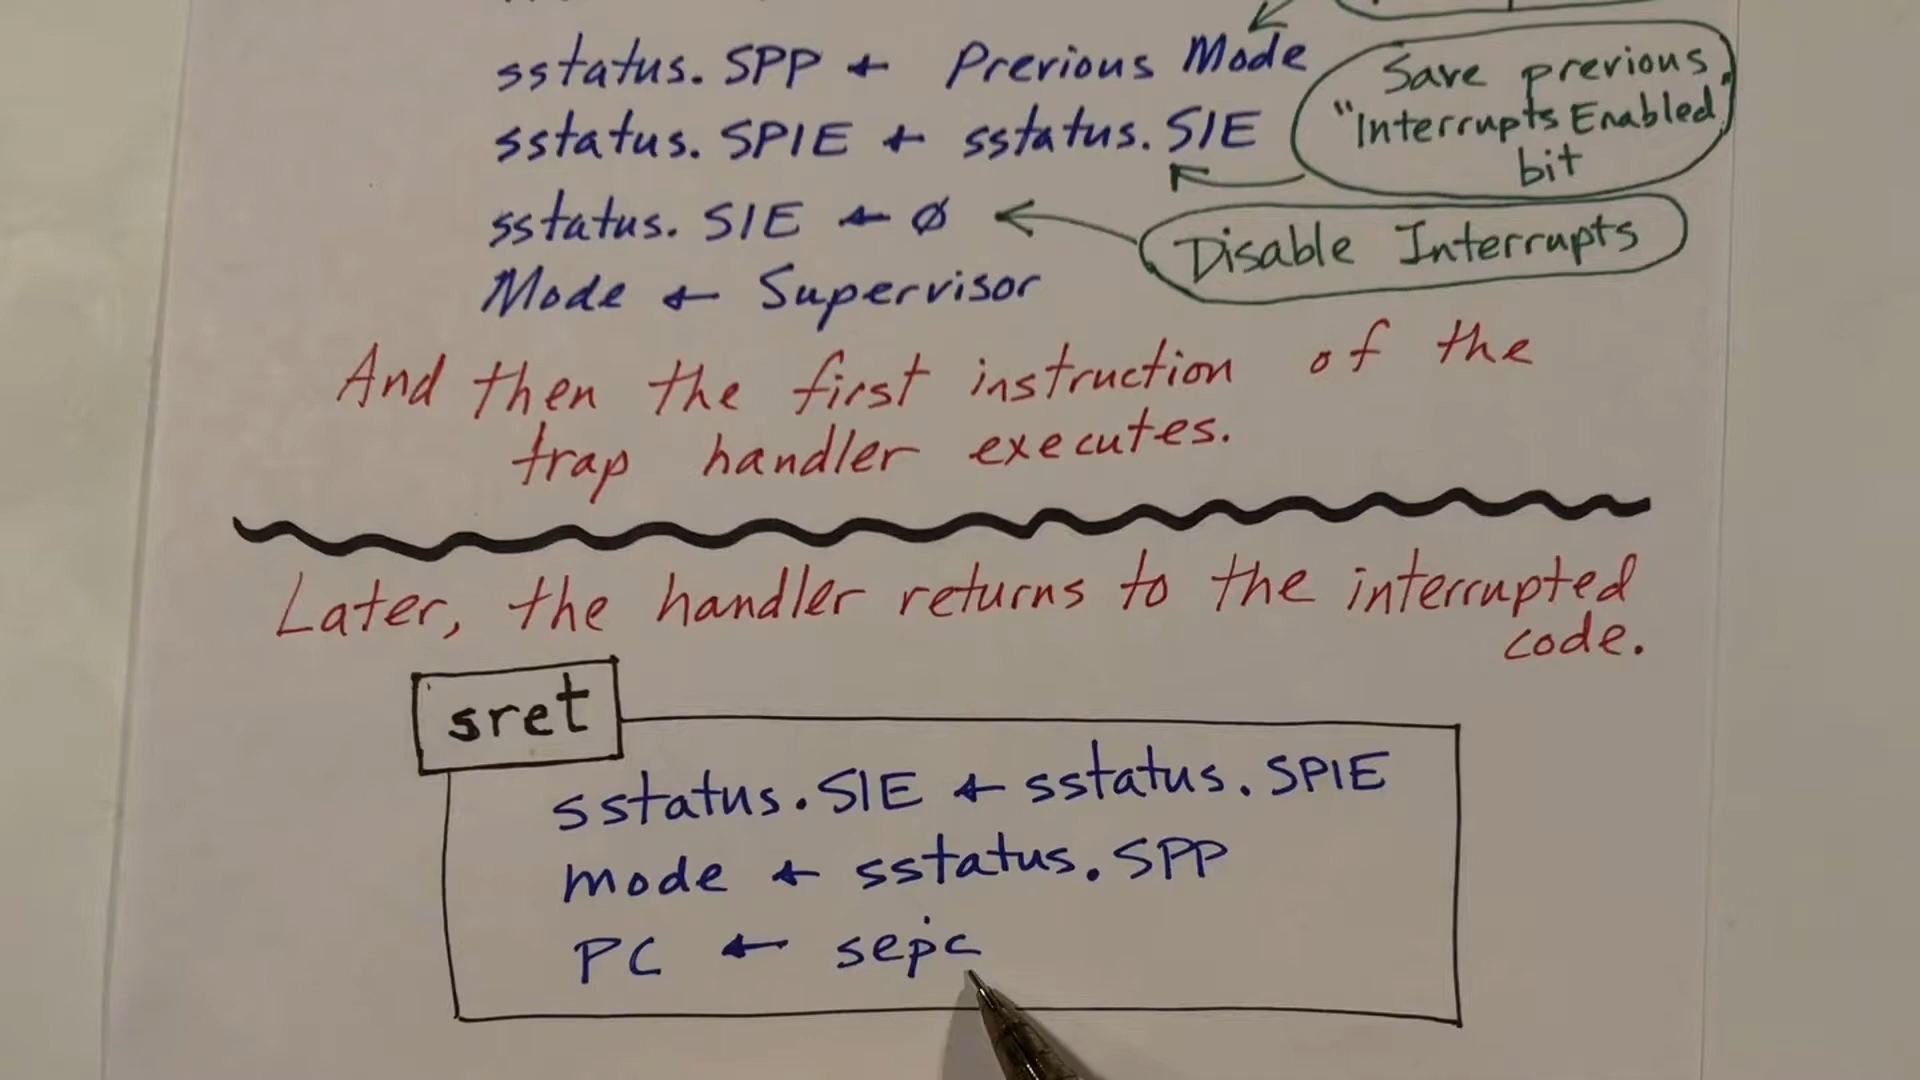 sstatus. SPP ← Previous Mode
sstatus. SPIE ← sstatus. SIE
Save previous
"Interrupts Enabled"
bit
sstatus. SIE ← Ø
Disable Interrupts
Mode ← Supervisor
And then the first instruction of the
trap handler executes.
Later, the handler returns to the interrupted
code.
sret
sstatus.SIE ← sstatus.SPIE
mode ← sstatus.SPP
PC ← sepc